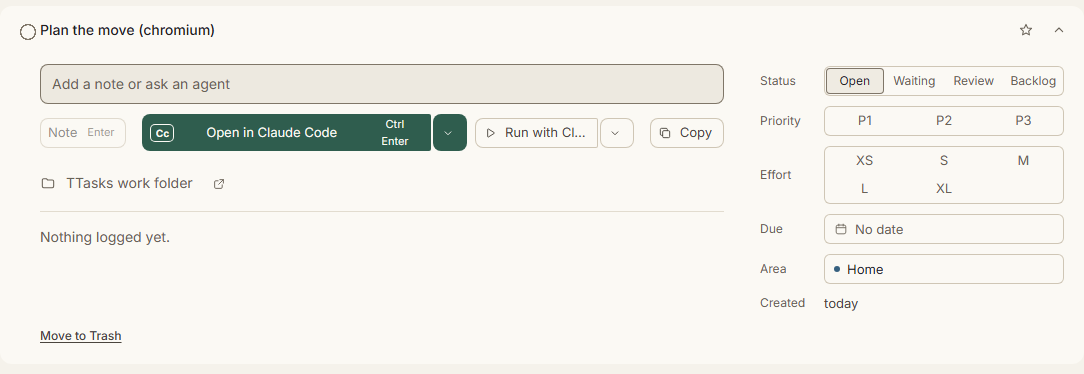 Plan the move (chromium)
Add a note or ask an agent
Note Enter
Cc Open in Claude Code Ctrl Enter
Run with Cl...
Copy
TTasks work folder
Nothing logged yet.
Move to Trash
Status Open Waiting Review Backlog
Priority P1 P2 P3
Effort XS S M
L XL
Due No date
Area Home
Created today